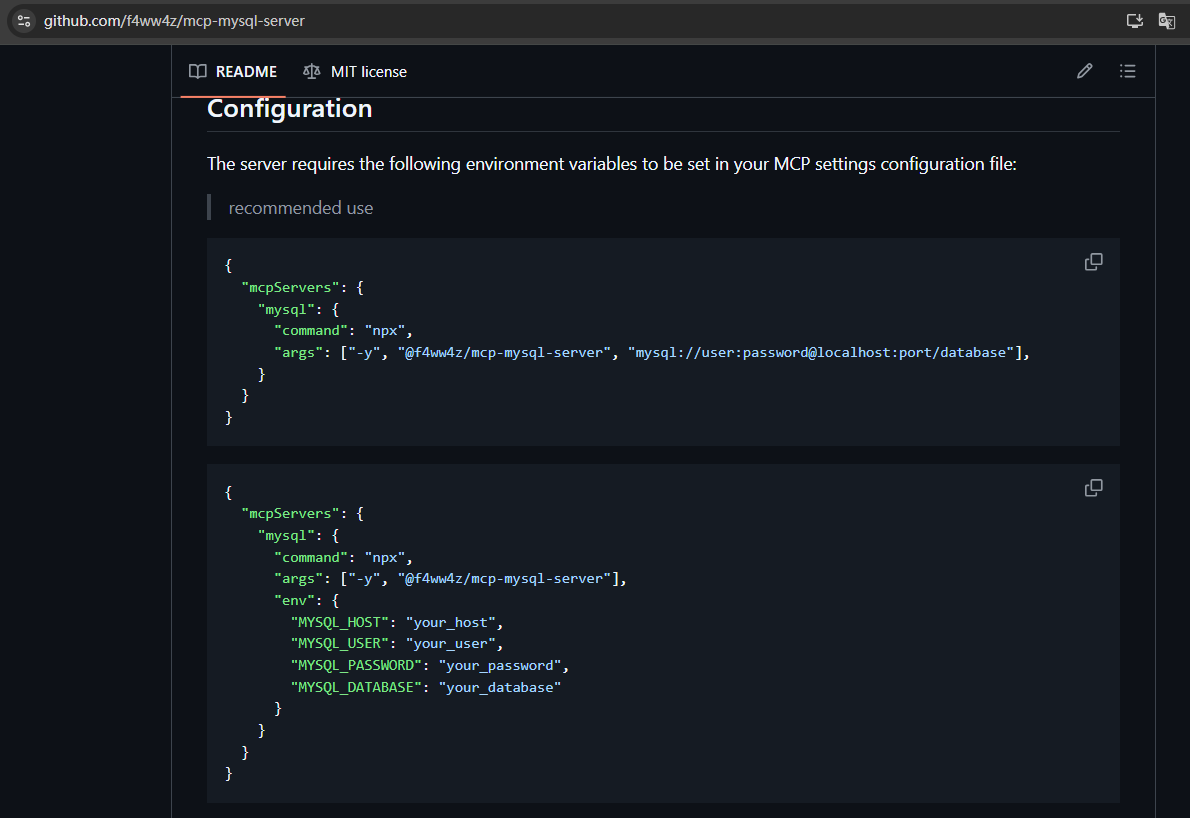 github.com/f4ww4z/mcp-mysql-server
README
MIT license
Configuration
The server requires the following environment variables to be set in your MCP settings configuration file:
recommended use
{
  "mcpServers": {
    "mysql": {
      "command": "npx",
      "args": ["-y", "@f4ww4z/mcp-mysql-server", "mysql://user:password@localhost:port/database"],
    }
  }
}
{
  "mcpServers": {
    "mysql": {
      "command": "npx",
      "args": ["-y", "@f4ww4z/mcp-mysql-server"],
      "env": {
        "MYSQL_HOST": "your_host",
        "MYSQL_USER": "your_user",
        "MYSQL_PASSWORD": "your_password",
        "MYSQL_DATABASE": "your_database"
      }
    }
  }
}